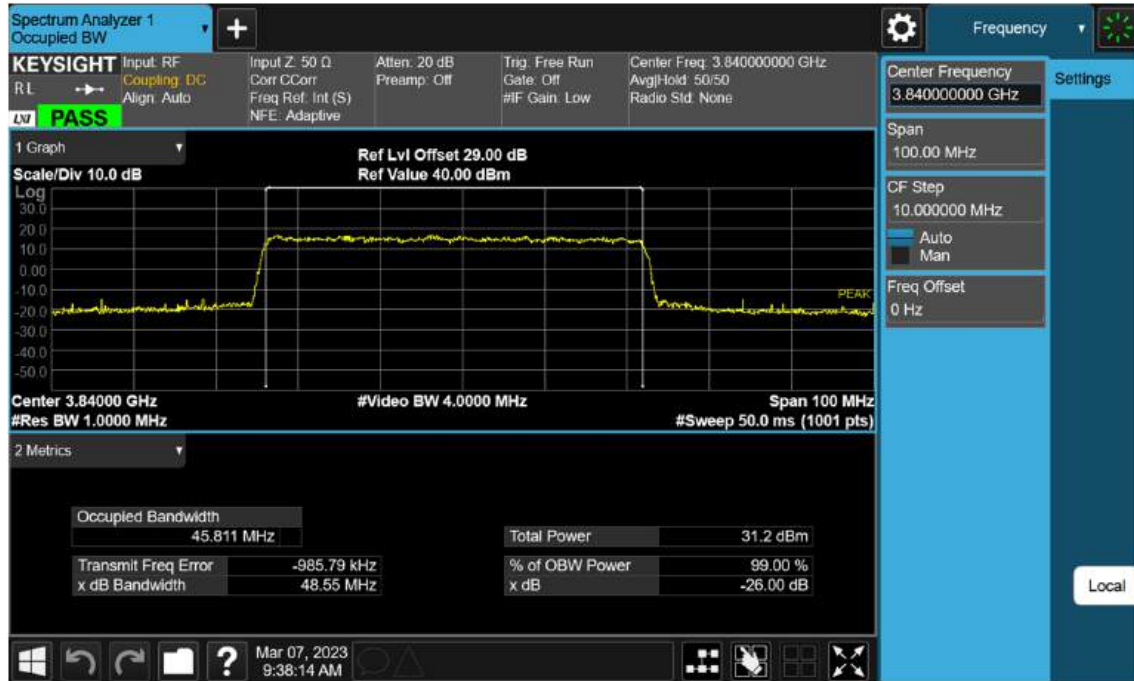 Spectrum Analyzer 1
Occupied BW
+
Frequency
KEYSIGHT
RL
LXI
PASS
Input: RF
Coupling: DC
Align: Auto
Input Z: 50 Ω
Corr CCorr
Freq Ref: Int (S)
NFE: Adaptive
Atten: 20 dB
Preamp: Off
Trig: Free Run
Gate: Off
#IF Gain: Low
Center Freq: 3.840000000 GHz
Avg|Hold: 50/50
Radio Std: None
Center Frequency
3.840000000 GHz
Settings
Span
100.00 MHz
CF Step
10.000000 MHz
Auto
Man
Freq Offset
0 Hz
Local
1 Graph
Scale/Div 10.0 dB
Ref Lvl Offset 29.00 dB
Ref Value 40.00 dBm
Log
30.0
20.0
10.0
0.00
-10.0
-20.0
-30.0
-40.0
-50.0
PEAK
Center 3.84000 GHz
#Video BW 4.0000 MHz
Span 100 MHz
#Res BW 1.0000 MHz
#Sweep 50.0 ms (1001 pts)
2 Metrics
Occupied Bandwidth
45.811 MHz
Total Power 31.2 dBm
Transmit Freq Error -985.79 kHz
% of OBW Power 99.00 %
x dB Bandwidth 48.55 MHz
x dB -26.00 dB
?
Mar 07, 2023
9:38:14 AM